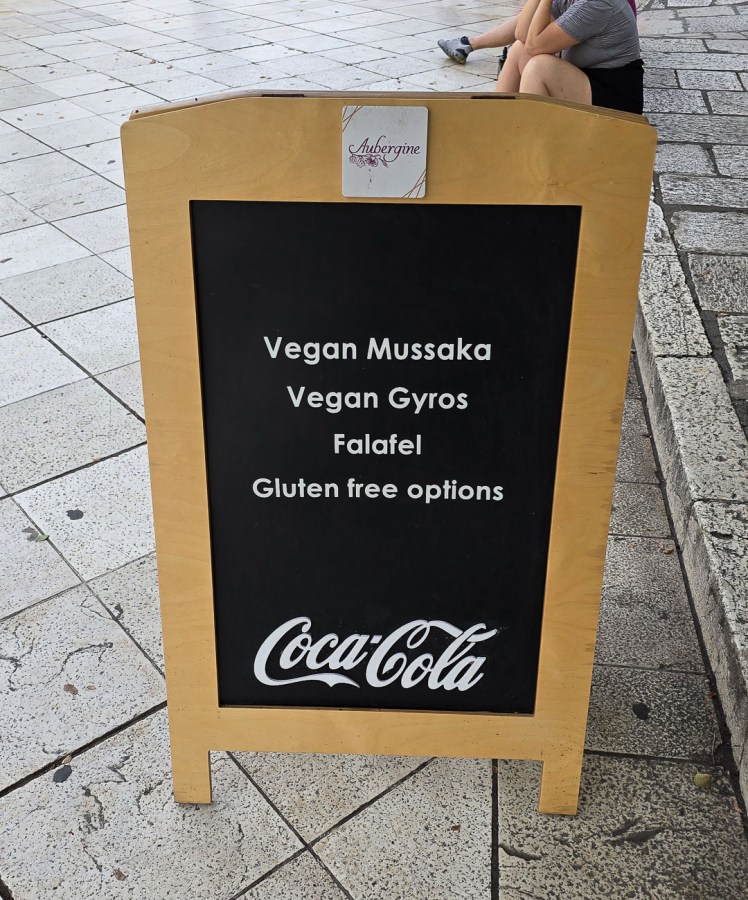 Aubergine
Vegan Mussaka
Vegan Gyros
Falafel
Gluten free options
Coca-Cola